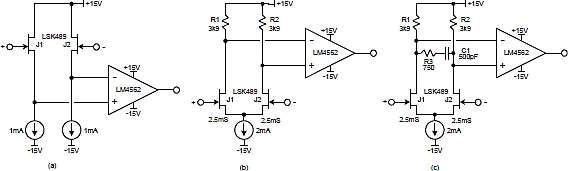 +15V
LSK489
+
J1
J2
-
+15V
-
LM4562
+
-15V
1mA
1mA
-15V
-15V
(a)
+15V
R1
3k9
R2
3k9
+15V
-
LM4562
+
-15V
LSK489
+
J1
J2
-
2.5mS
2.5mS
2mA
-15V
(b)
+15V
R1
3k9
R2
3k9
C1
500pF
R3
750
+15V
-
LM4562
+
-15V
LSK489
+
J1
J2
-
2.5mS
2.5mS
2mA
-15V
(c)